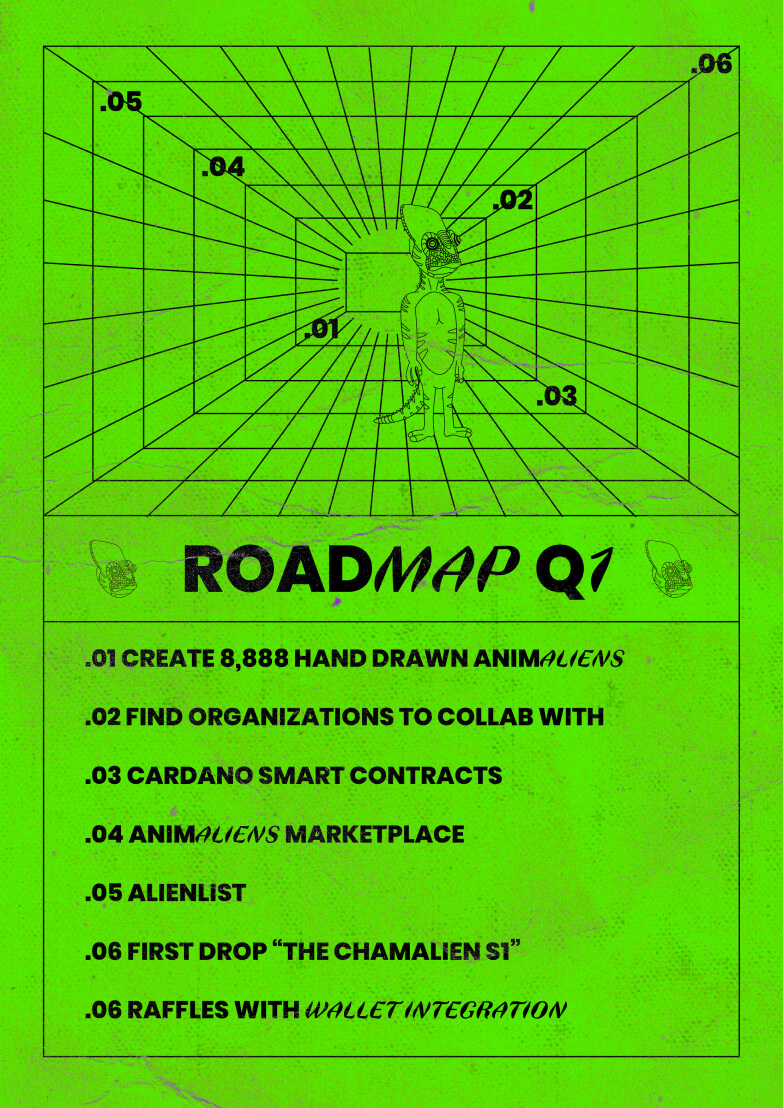 .06
.05
.04
.02
.01
.03
ROADMAP Q1
.01 CREATE 8,888 HAND DRAWN ANIMALIENS
.02 FIND ORGANIZATIONS TO COLLAB WITH
.03 CARDANO SMART CONTRACTS
.04 ANIMALIENS MARKETPLACE
.05 ALIENLIST
.06 FIRST DROP “THE CHAMALIEN S1”
.06 RAFFLES WITH WALLET INTEGRATION